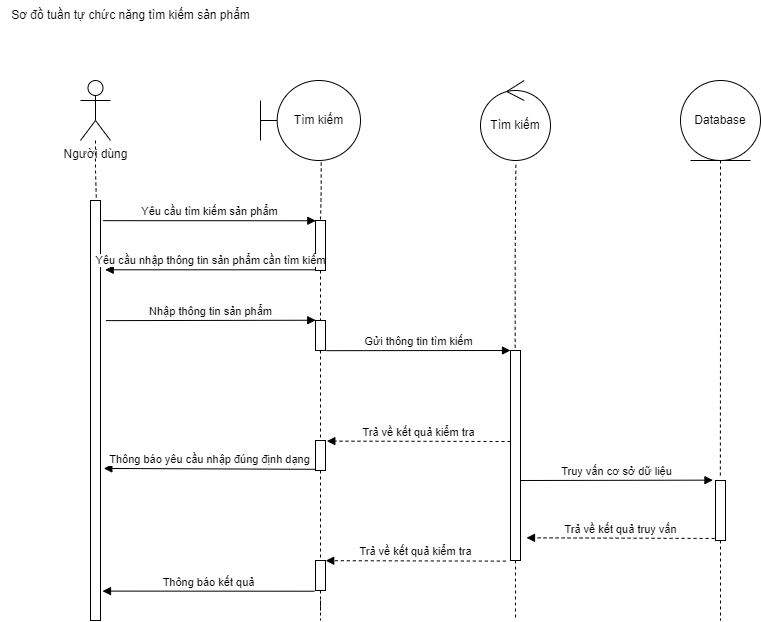 Sơ đồ tuần tự chức năng tìm kiếm sản phẩm
Tìm kiếm
Tìm kiếm
Database
Người dùng
Yêu cầu tìm kiếm sản phẩm
Yêu cầu nhập thông tin sản phẩm cần tìm kiếm
Nhập thông tin sản phẩm
Gửi thông tin tìm kiếm
Trả về kết quả kiểm tra
Thông báo yêu cầu nhập đúng định dạng
Truy vấn cơ sở dữ liệu
Trả về kết quả truy vấn
Trả về kết quả kiểm tra
Thông báo kết quả